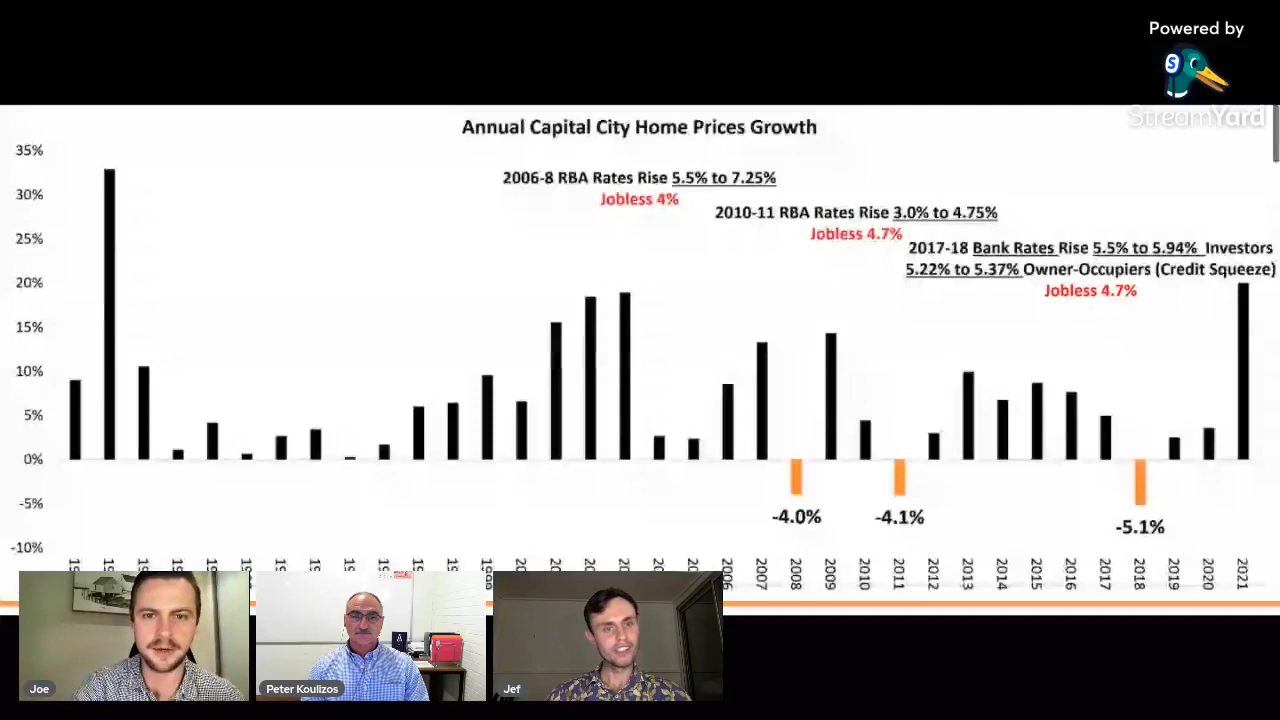 Powered by
S
StreamYard
Annual Capital City Home Prices Growth
35%
30%
25%
20%
15%
10%
5%
0%
-5%
-10%
2006-8 RBA Rates Rise 5.5% to 7.25%
Jobless 4%
2010-11 RBA Rates Rise 3.0% to 4.75%
Jobless 4.7%
2017-18 Bank Rates Rise 5.5% to 5.94% Investors
5.22% to 5.37% Owner-Occupiers (Credit Squeeze)
Jobless 4.7%
-4.0%
-4.1%
-5.1%
2007
2008
2009
2010
2011
2012
2013
2014
2015
2016
2017
2018
2019
2020
2021
Joe
Peter Koulizos
Jef